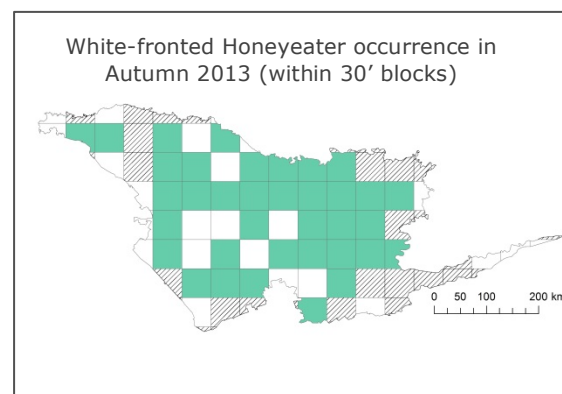 White-fronted Honeyeater occurrence in
Autumn 2013 (within 30′ blocks)
0 50 100 200 km